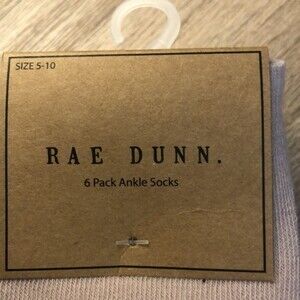 SIZE 5-10
RAE DUNN.
6 Pack Ankle Socks